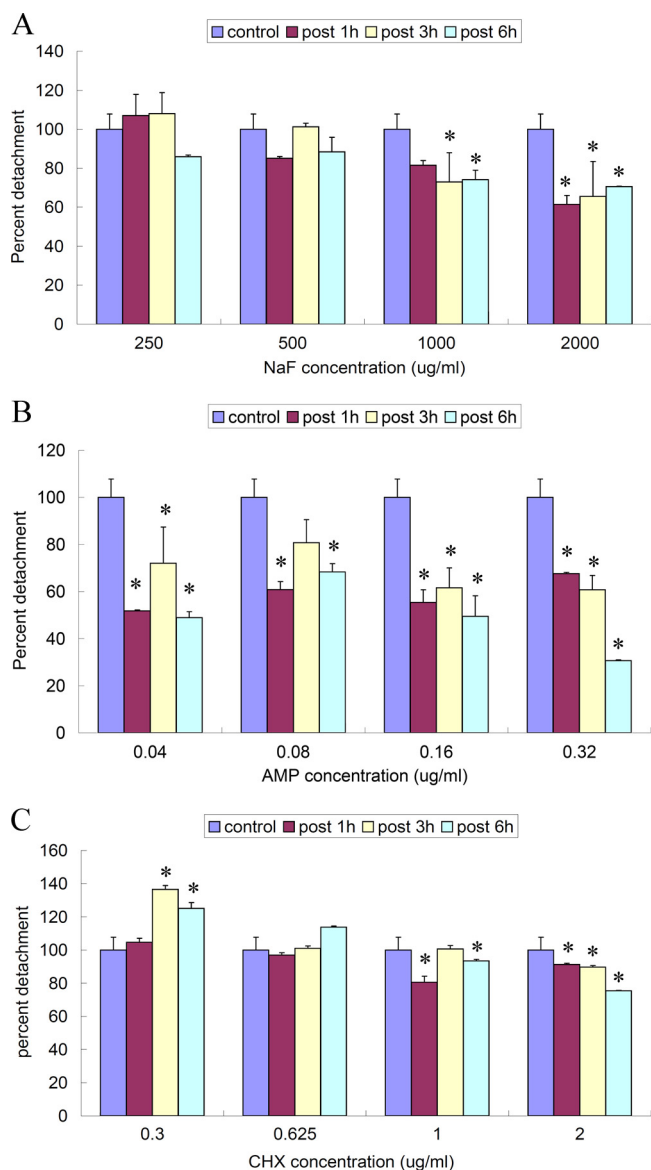 A
control post 1h post 3h post 6h
140
120
100
80
60
40
20
0
Percent detachment
* * * * *
250 500 1000 2000
NaF concentration (ug/ml)
B
control post 1h post 3h post 6h
120
100
80
60
40
20
0
Percent detachment
* * * * * * * * * * *
0.04 0.08 0.16 0.32
AMP concentration (ug/ml)
C
control post 1h post 3h post 6h
160
140
120
100
80
60
40
20
0
percent detachment
* * * * * * *
0.3 0.625 1 2
CHX concentration (ug/ml)